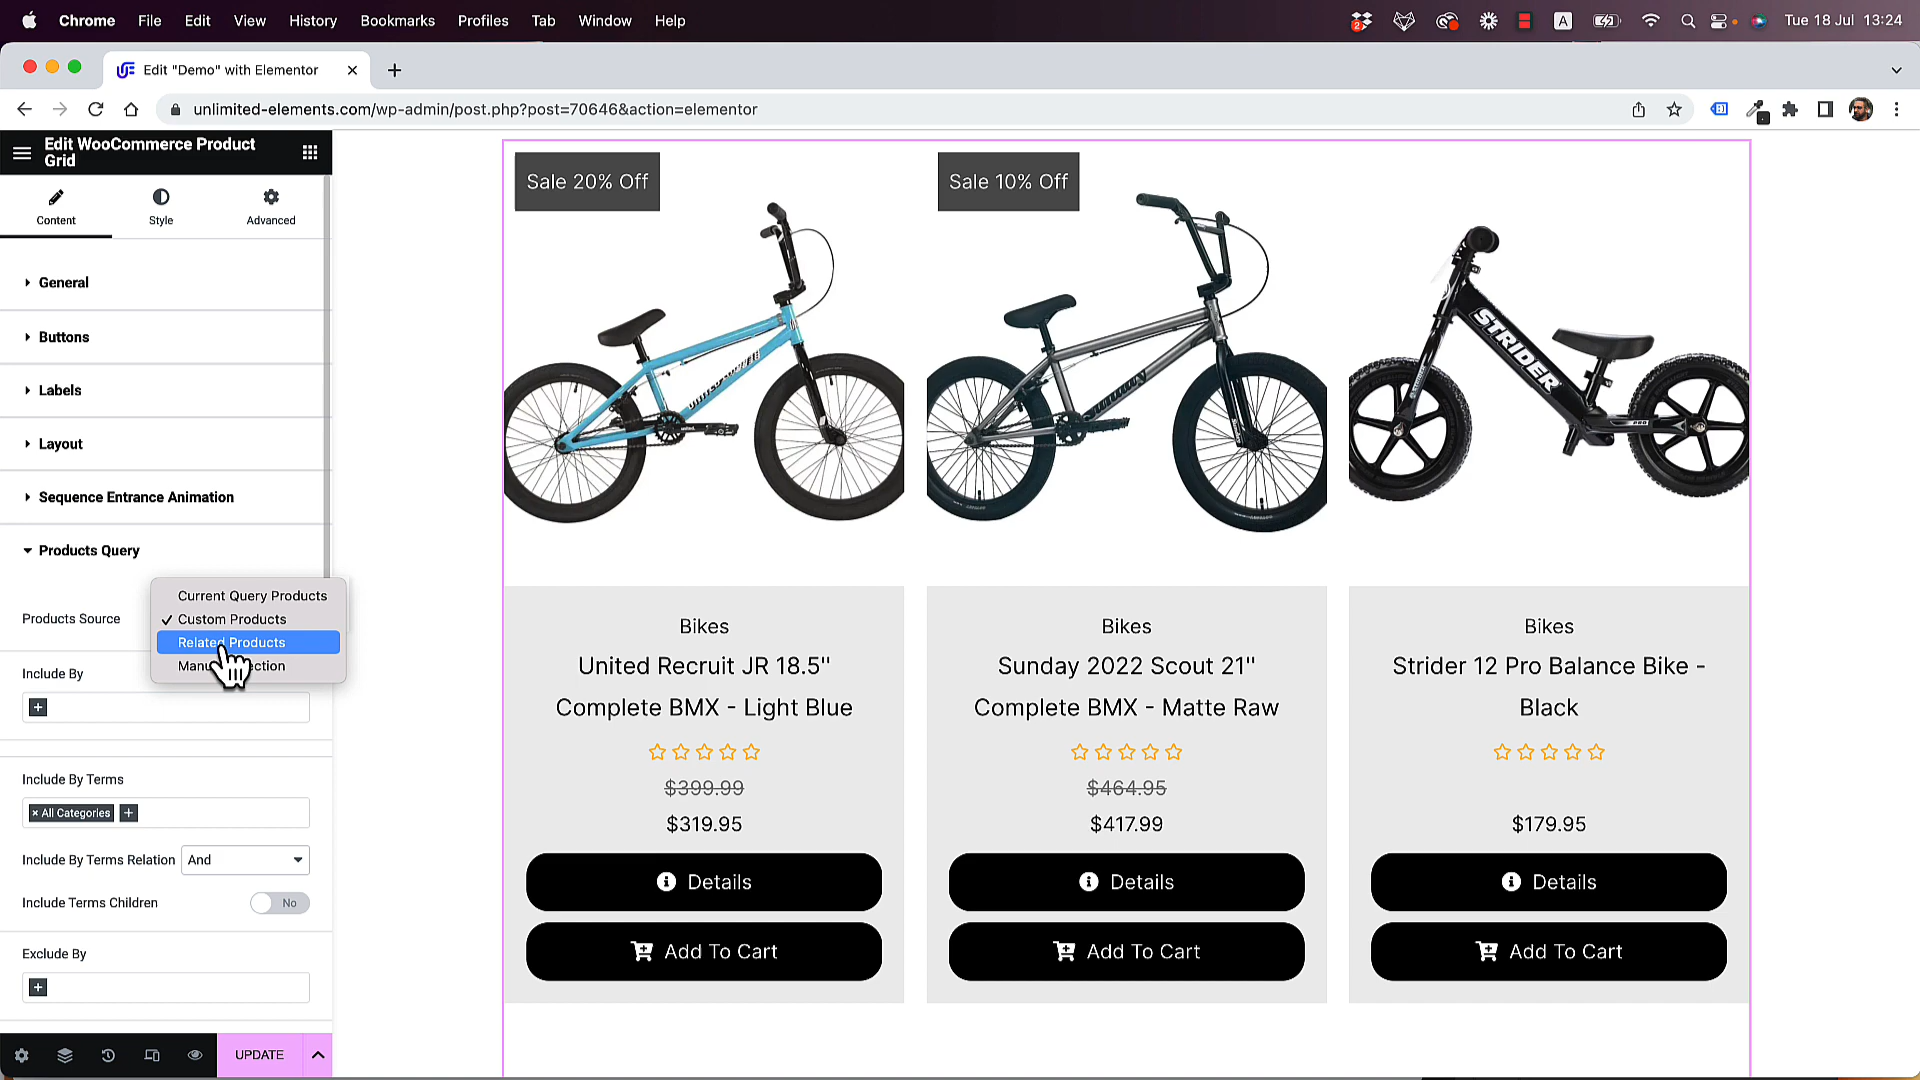 Chrome File Edit View History Bookmarks Profiles Tab Window Help
2
A
Tue 18 Jul 13:24
Edit "Demo" with Elementor
unlimited-elements.com/wp-admin/post.php?post=70646&action=elementor
Edit WooCommerce Product
Grid
Content Style Advanced
General
Buttons
Labels
Layout
Sequence Entrance Animation
Products Query
Products Source
Current Query Products
Custom Products
Related Products
Include By
Include By Terms
× All Categories
Include By Terms Relation And
Include Terms Children No
Exclude By
UPDATE
Sale 20% Off
Bikes
United Recruit JR 18.5"
Complete BMX - Light Blue
$399.99
$319.95
Details
Add To Cart
Sale 10% Off
Bikes
Sunday 2022 Scout 21"
Complete BMX - Matte Raw
$464.95
$417.99
Details
Add To Cart
STRIDER
Bikes
Strider 12 Pro Balance Bike -
Black
$179.95
Details
Add To Cart